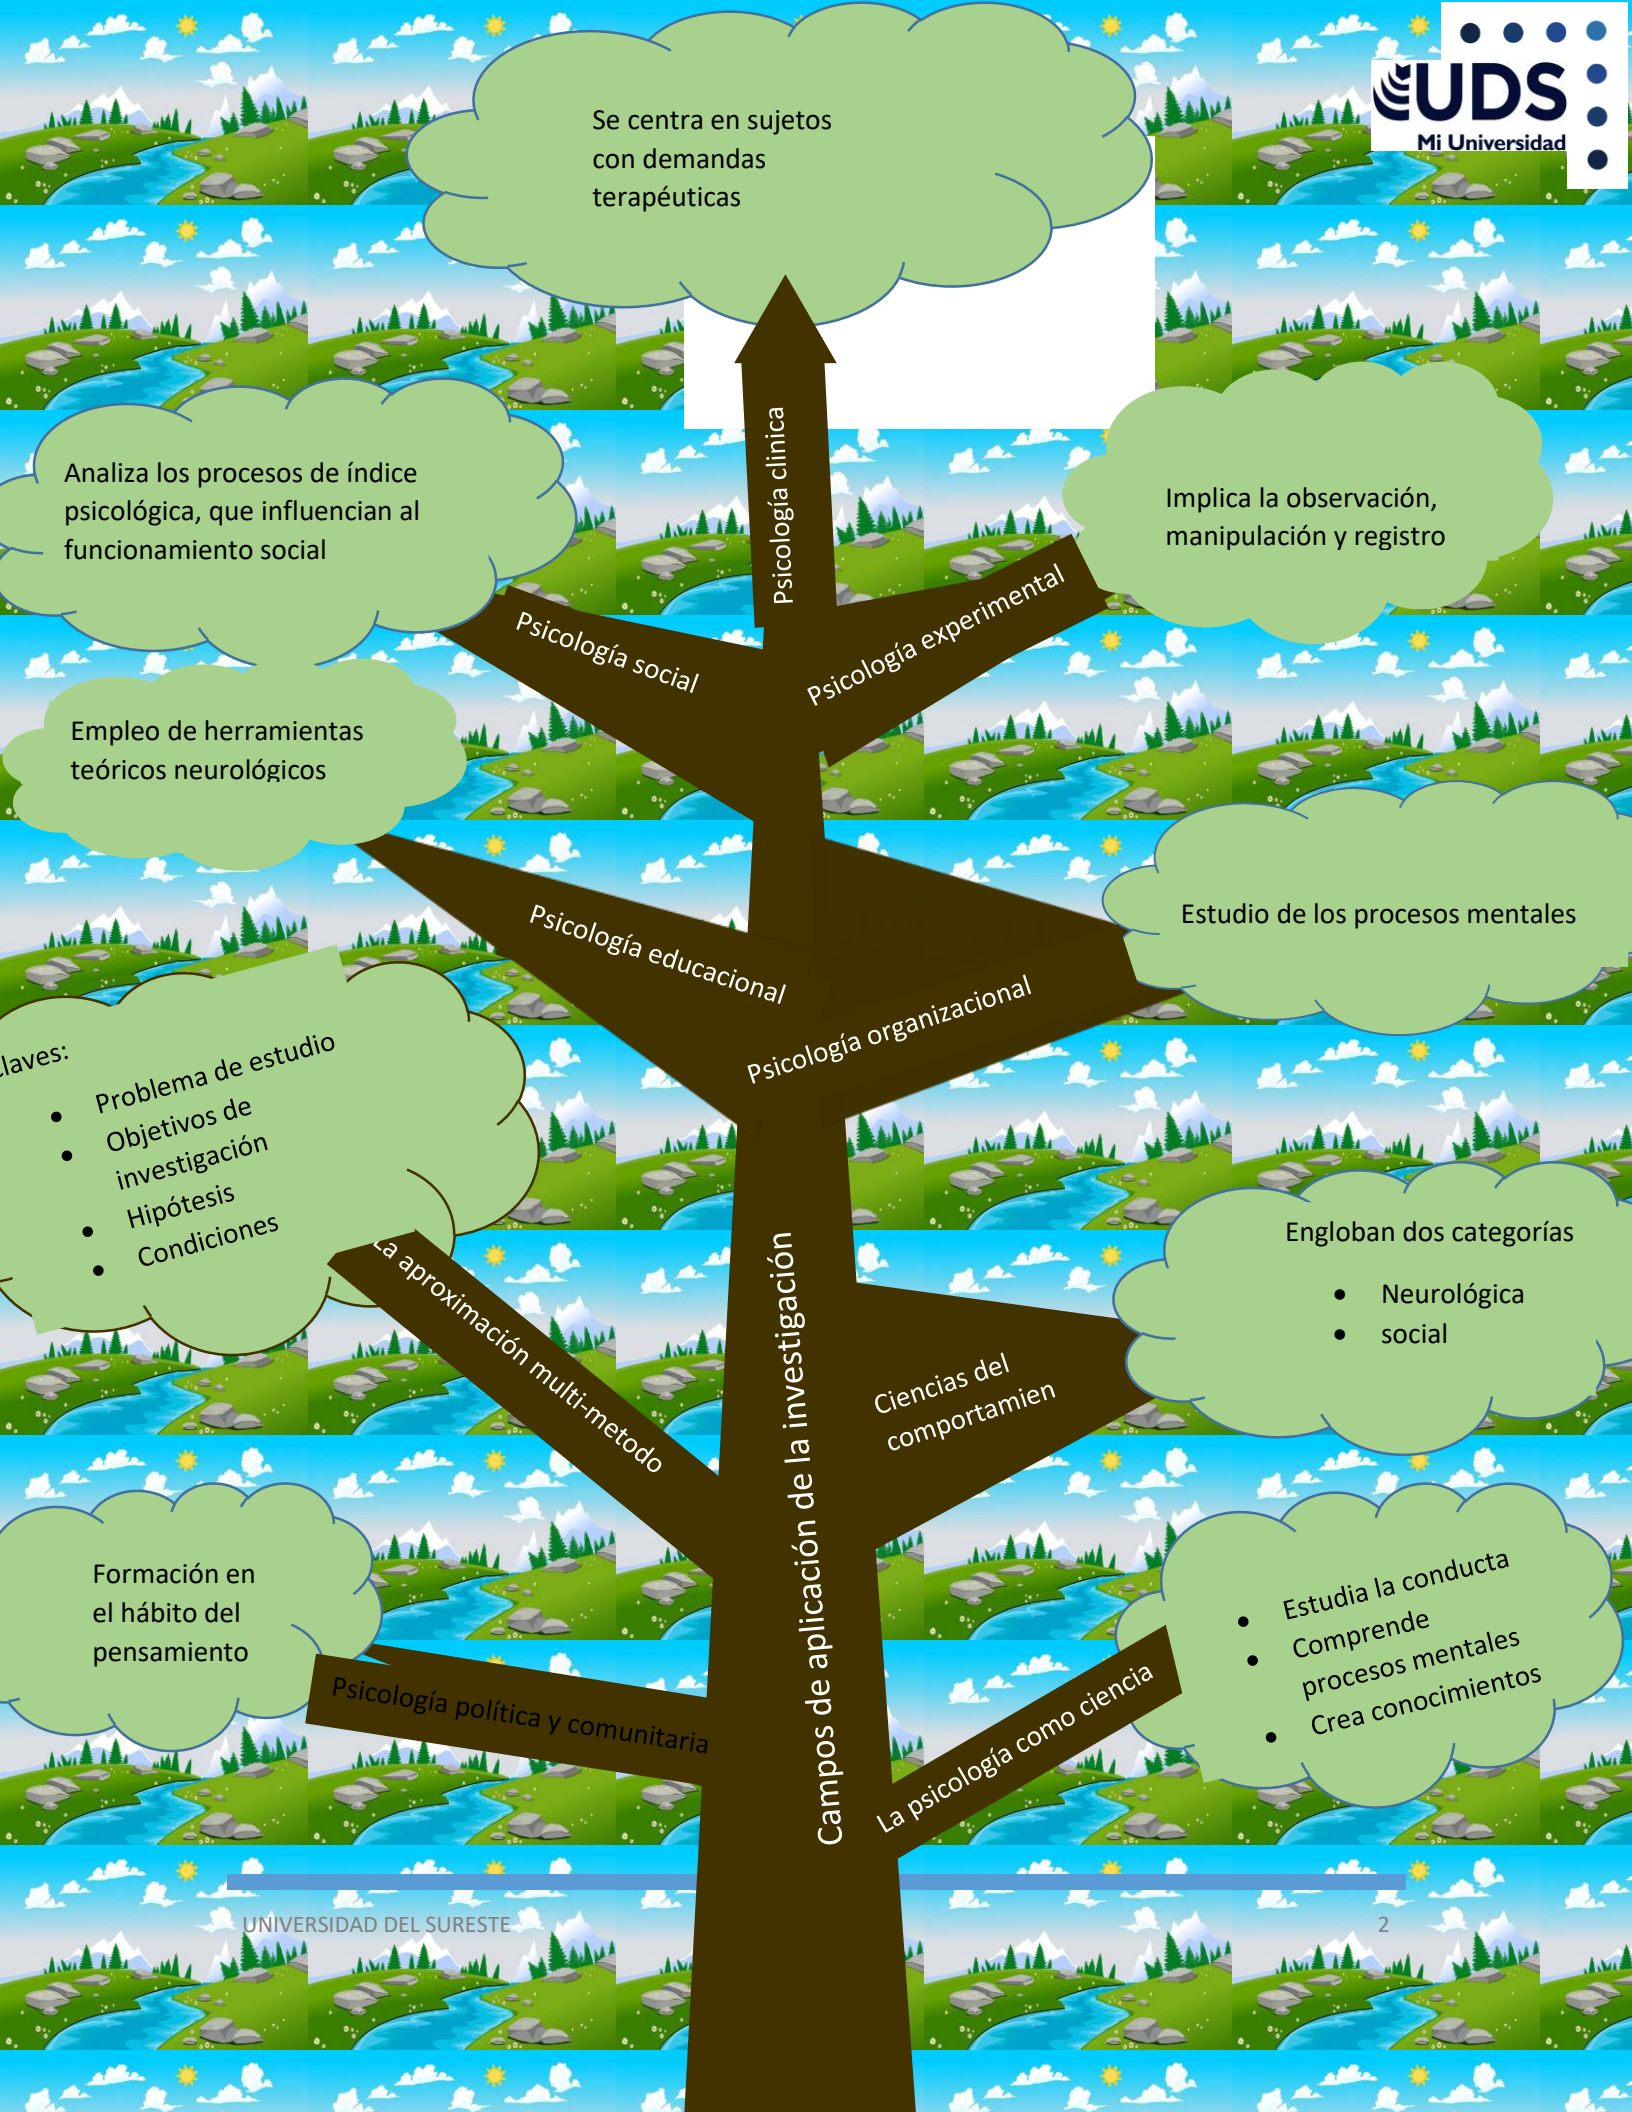 UDS
Mi Universidad
Se centra en sujetos
con demandas
terapéuticas
Psicología clinica
Analiza los procesos de índice
psicológica, que influencian al
funcionamiento social
Implica la observación,
manipulación y registro
Psicología social
Psicología experimental
Empleo de herramientas
teóricos neurológicos
Estudio de los procesos mentales
Psicología educacional
Psicología organizacional
laves:
• Problema de estudio
• Objetivos de
investigación
• Hipótesis
• Condiciones
La aproximación multi-metodo
Engloban dos categorías
• Neurológica
• social
Ciencias del
comportamien
Campos de aplicación de la investigación
Formación en
el hábito del
pensamiento
Psicología política y comunitaria
• Estudia la conducta
• Comprende
procesos mentales
• Crea conocimientos
La psicología como ciencia
UNIVERSIDAD DEL SURESTE 2